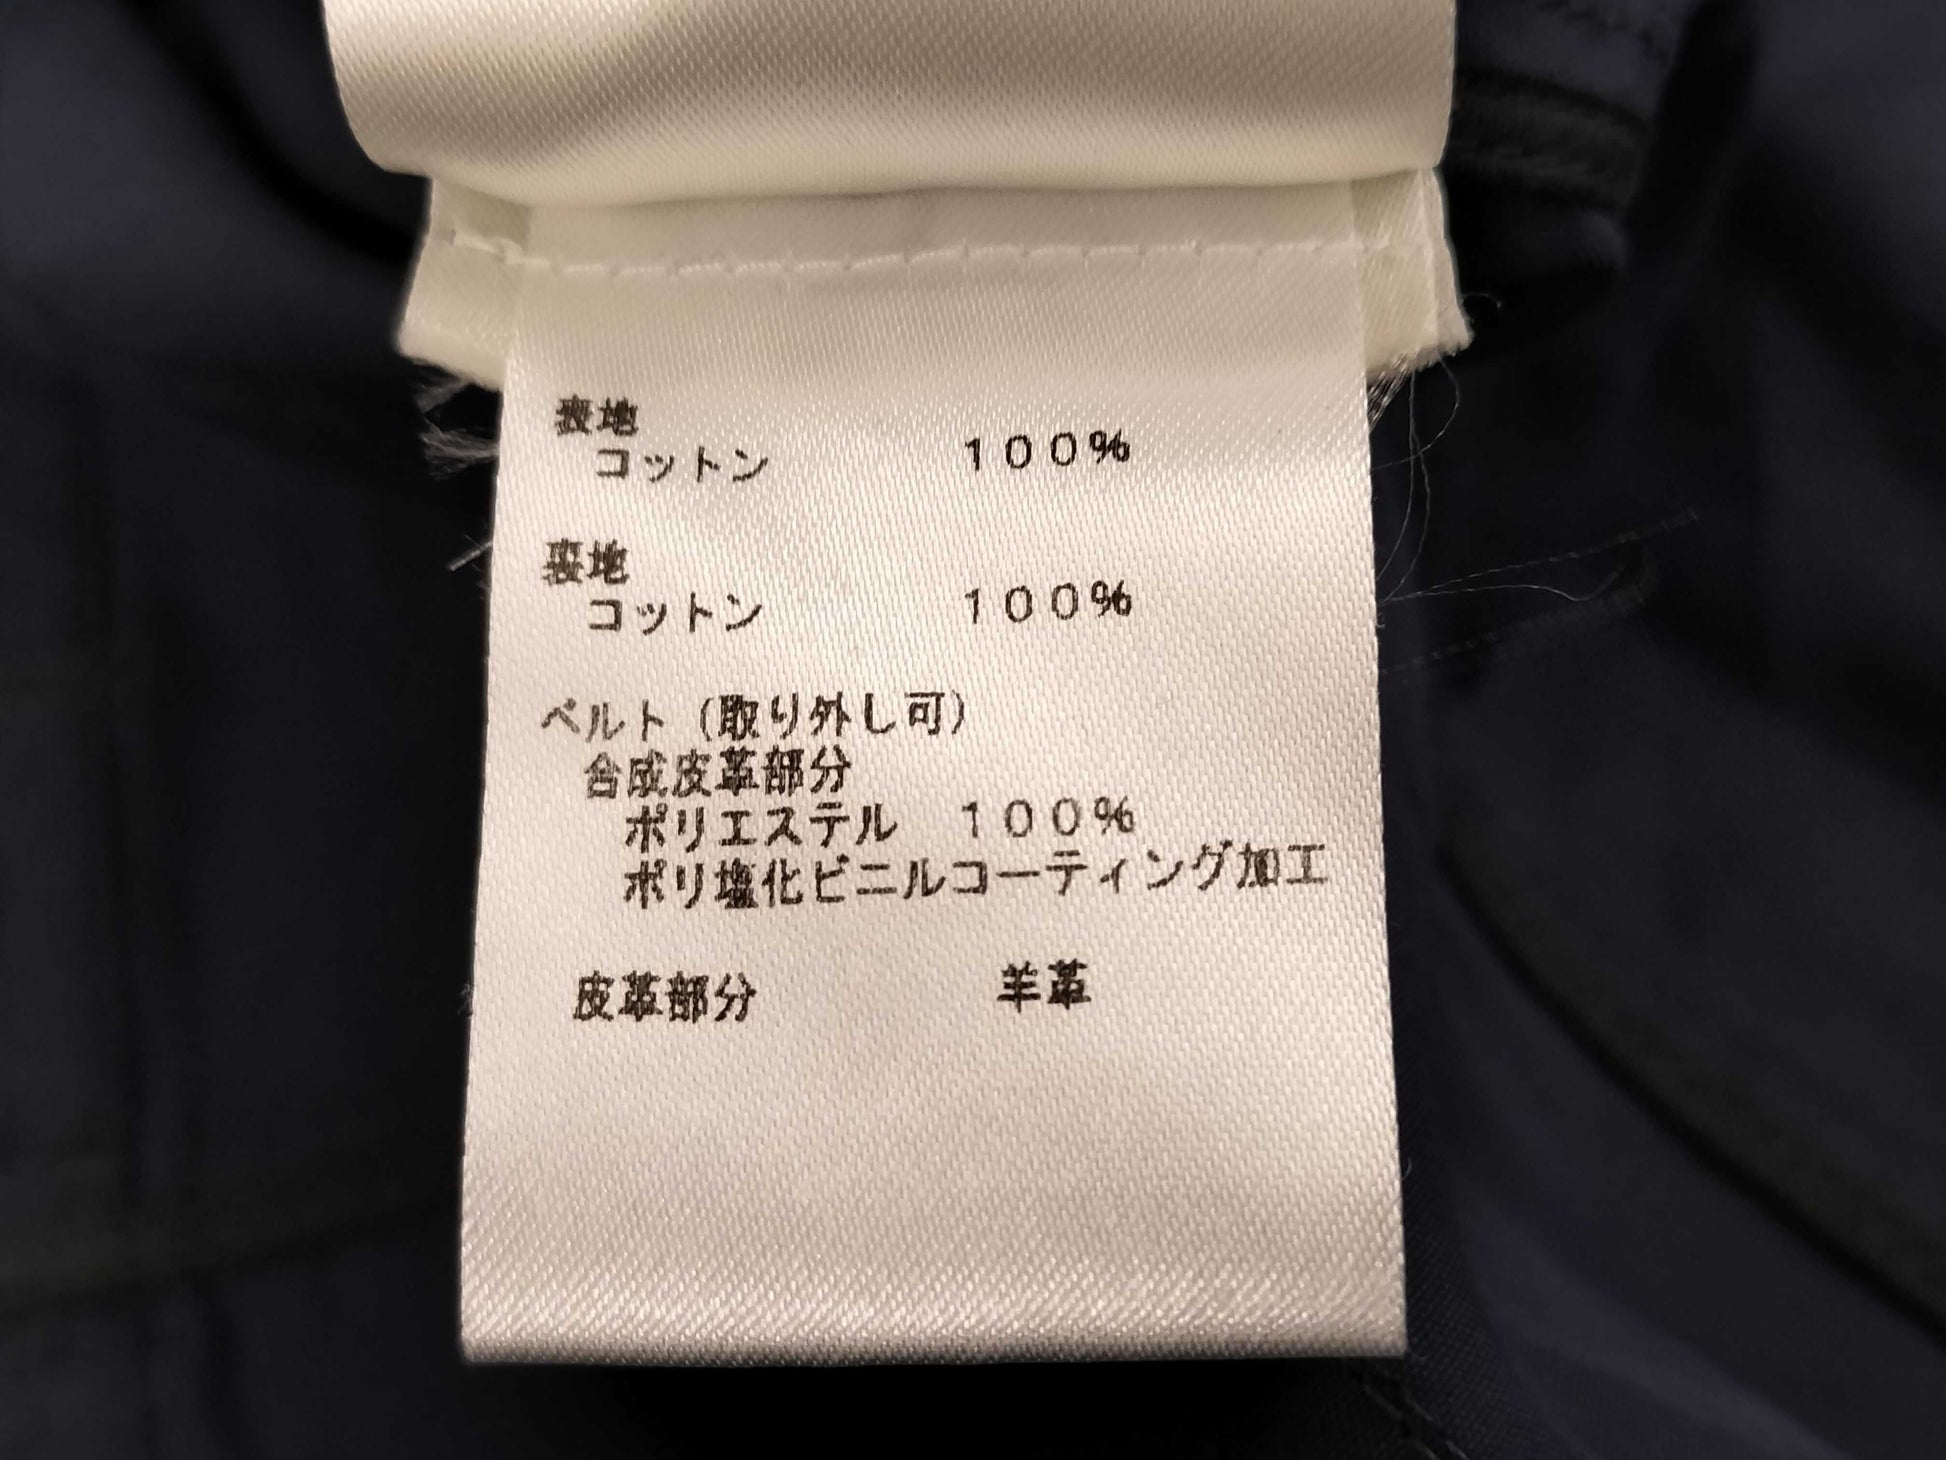 表地
コットン 100%
裏地
コットン 100%
ベルト(取り外し可)
合成皮革部分
ポリエステル 100%
ポリ塩化ビニルコーティング加工
皮革部分 羊革